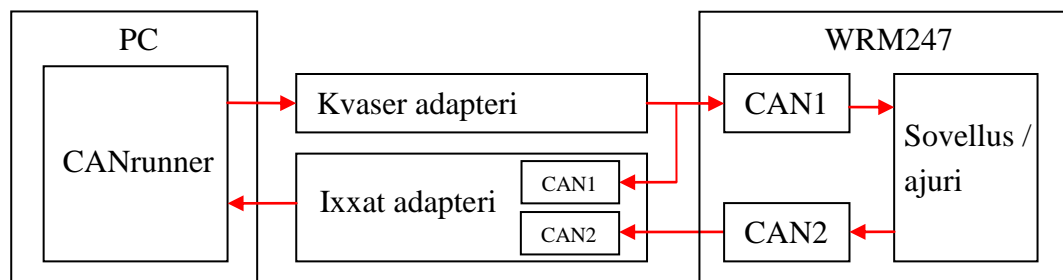 PC
WRM247
CANrunner
Kvaser adapteri
Ixxat adapteri
CAN1
CAN2
CAN1
CAN2
Sovellus /
ajuri